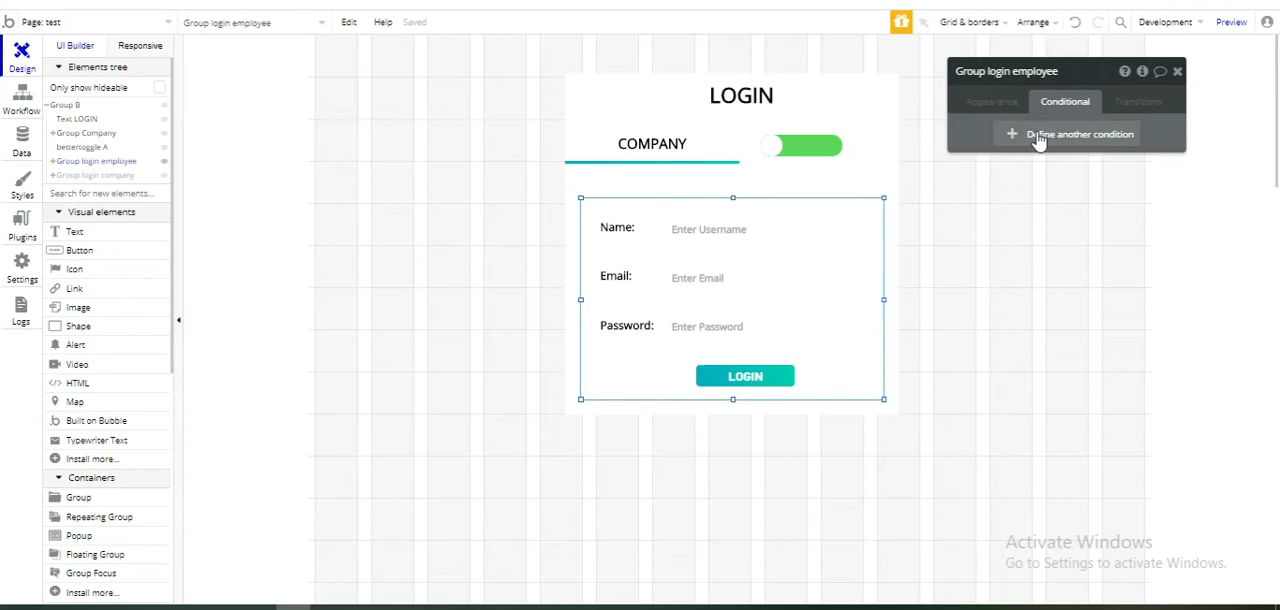 Page: test
Group login employee
Edit
Help
Saved
Grid & borders
Arrange
Development
Preview
Design
Workflow
Data
Styles
Plugins
Settings
Logs
UI Builder
Responsive
Elements tree
Only show hideable
Group B
Text LOGIN
Group Company
bettertoggle A
Group login employee
Group login company
Search for new elements...
Visual elements
Text
Button
Icon
Link
Image
Shape
Alert
Video
HTML
Map
Built on Bubble
Typewriter Text
Install more...
Containers
Group
Repeating Group
Popup
Floating Group
Group Focus
Install more...
LOGIN
COMPANY
Name: Enter Username
Email: Enter Email
Password: Enter Password
LOGIN
Group login employee
Appearance
Conditional
Transitions
Define another condition
Activate Windows
Go to Settings to activate Windows.